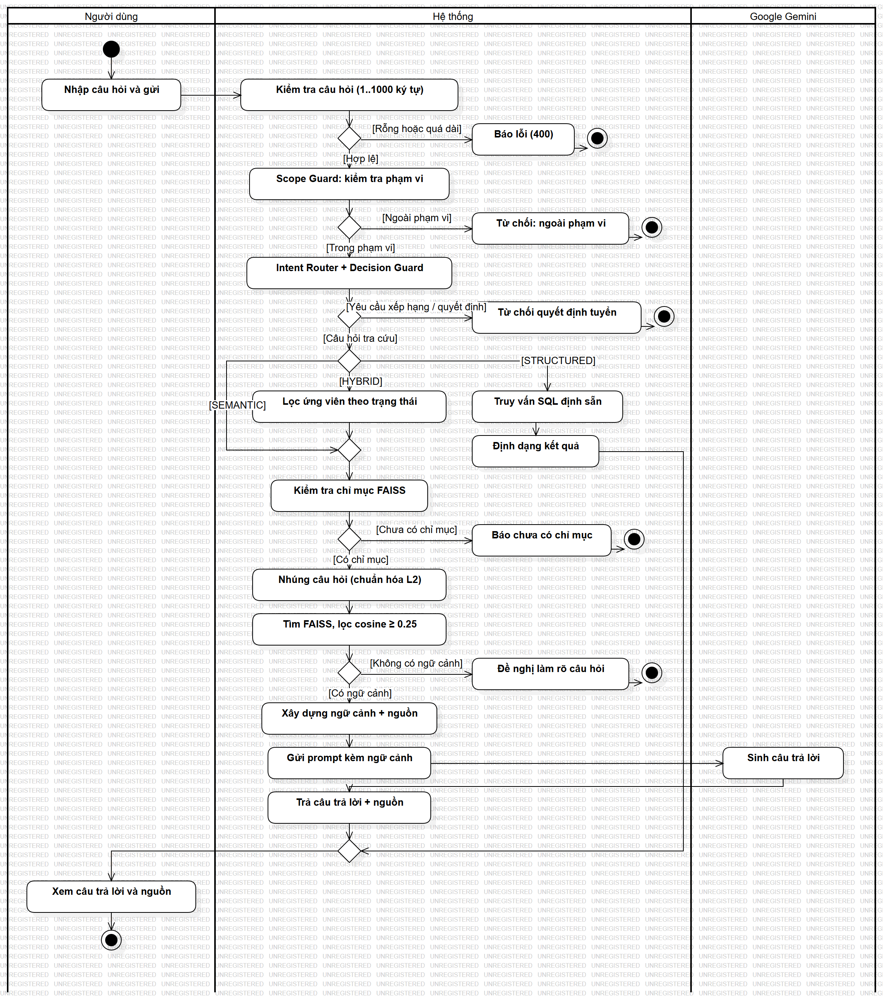 Người dùng
Hệ thống
Google Gemini
Nhập câu hỏi và gửi
Kiểm tra câu hỏi (1..1000 ký tự)
[Rỗng hoặc quá dài]
Báo lỗi (400)
[Hợp lệ]
Scope Guard: kiểm tra phạm vi
[Ngoài phạm vi]
Từ chối: ngoài phạm vi
[Trong phạm vi]
Intent Router + Decision Guard
[Yêu cầu xếp hạng / quyết định]
Từ chối quyết định tuyển
[Câu hỏi tra cứu]
[STRUCTURED]
[HYBRID]
[SEMANTIC]
Lọc ứng viên theo trạng thái
Truy vấn SQL định sẵn
Định dạng kết quả
Kiểm tra chỉ mục FAISS
[Chưa có chỉ mục]
Báo chưa có chỉ mục
[Có chỉ mục]
Nhúng câu hỏi (chuẩn hóa L2)
Tìm FAISS, lọc cosine ≥ 0.25
[Không có ngữ cảnh]
Đề nghị làm rõ câu hỏi
[Có ngữ cảnh]
Xây dựng ngữ cảnh + nguồn
Gửi prompt kèm ngữ cảnh
Sinh câu trả lời
Trả câu trả lời + nguồn
Xem câu trả lời và nguồn
UNREGISTERED